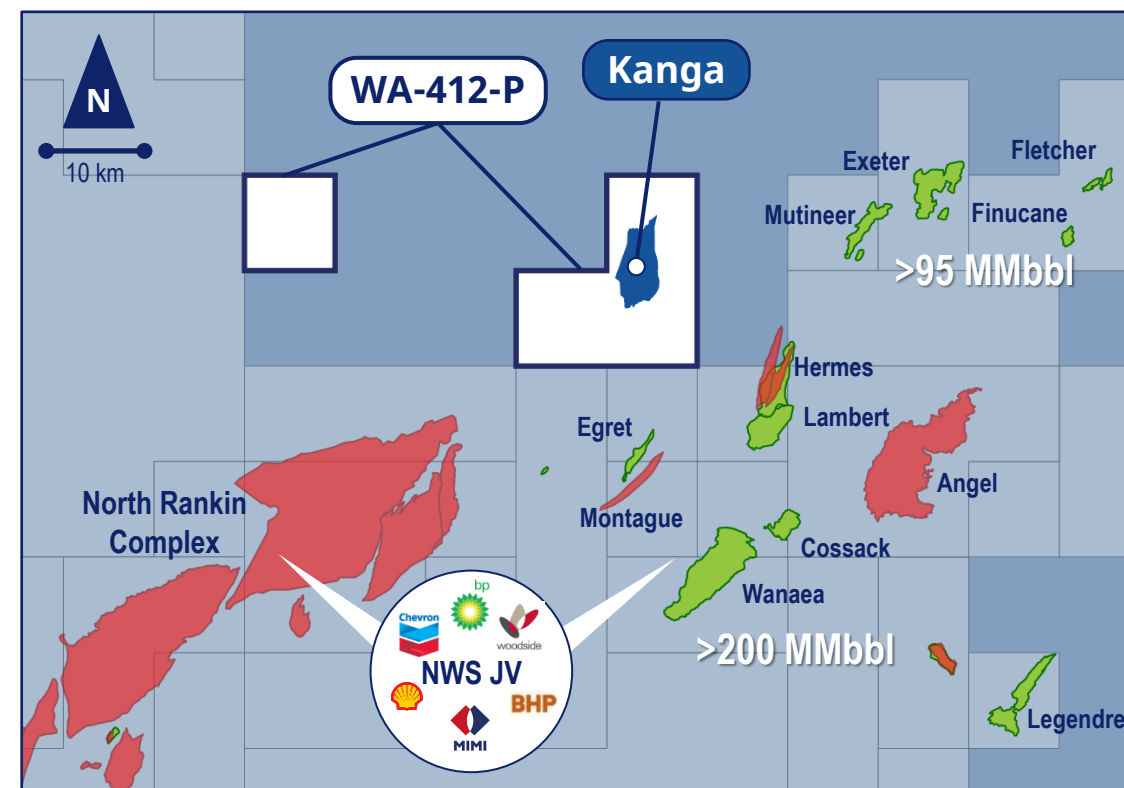 WA-412-P
Kanga
N
10 km
Exeter
Fletcher
Mutineer
Finucane
>95 MMbbl
Hermes
Lambert
Egret
Angel
North Rankin
Complex
Montague
Cossack
Wanaea
>200 MMbbl
bp
Chevron
woodside
NWS JV
BHP
MIMI
Legendre